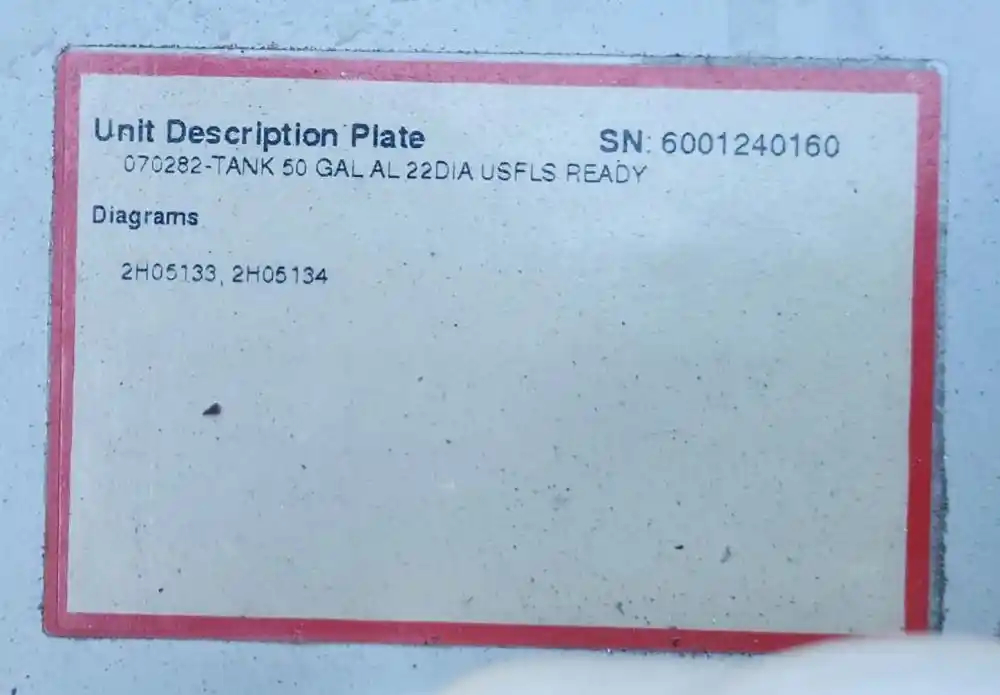 Unit Description Plate SN: 6001240160
070282-TANK 50 GAL AL 22DIA USFLS READY
Diagrams
2H05133, 2H05134